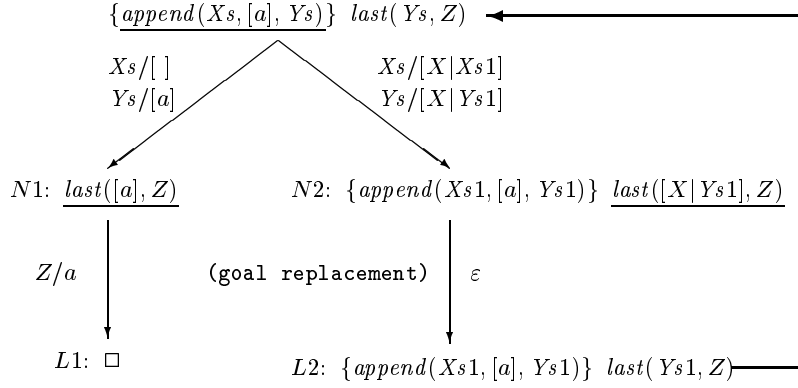 {append(Xs, [a], Ys)} last(Ys, Z)
Xs/[ ] Xs/[X|Xs1]
Ys/[a] Ys/[X|Ys1]
N1: last([a], Z) N2: {append(Xs1, [a], Ys1)} last([X|Ys1], Z)
Z/a (goal replacement) ε
L1: □ L2: {append(Xs1, [a], Ys1)} last(Ys1, Z)